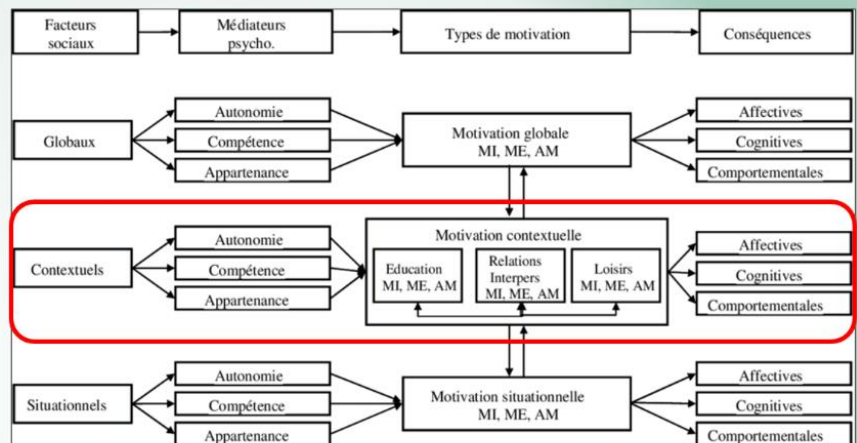 Facteurs
sociaux
Médiateurs
psycho.
Types de motivation
Conséquences
Globaux
Autonomie
Compétence
Appartenance
Motivation globale
MI, ME, AM
Affectives
Cognitives
Comportementales
Contextuels
Autonomie
Compétence
Appartenance
Motivation contextuelle
Education
MI, ME, AM
Relations
Interpers
MI, ME, AM
Loisirs
MI, ME, AM
Affectives
Cognitives
Comportementales
Situationnels
Autonomie
Compétence
Appartenance
Motivation situationnelle
MI, ME, AM
Affectives
Cognitives
Comportementales